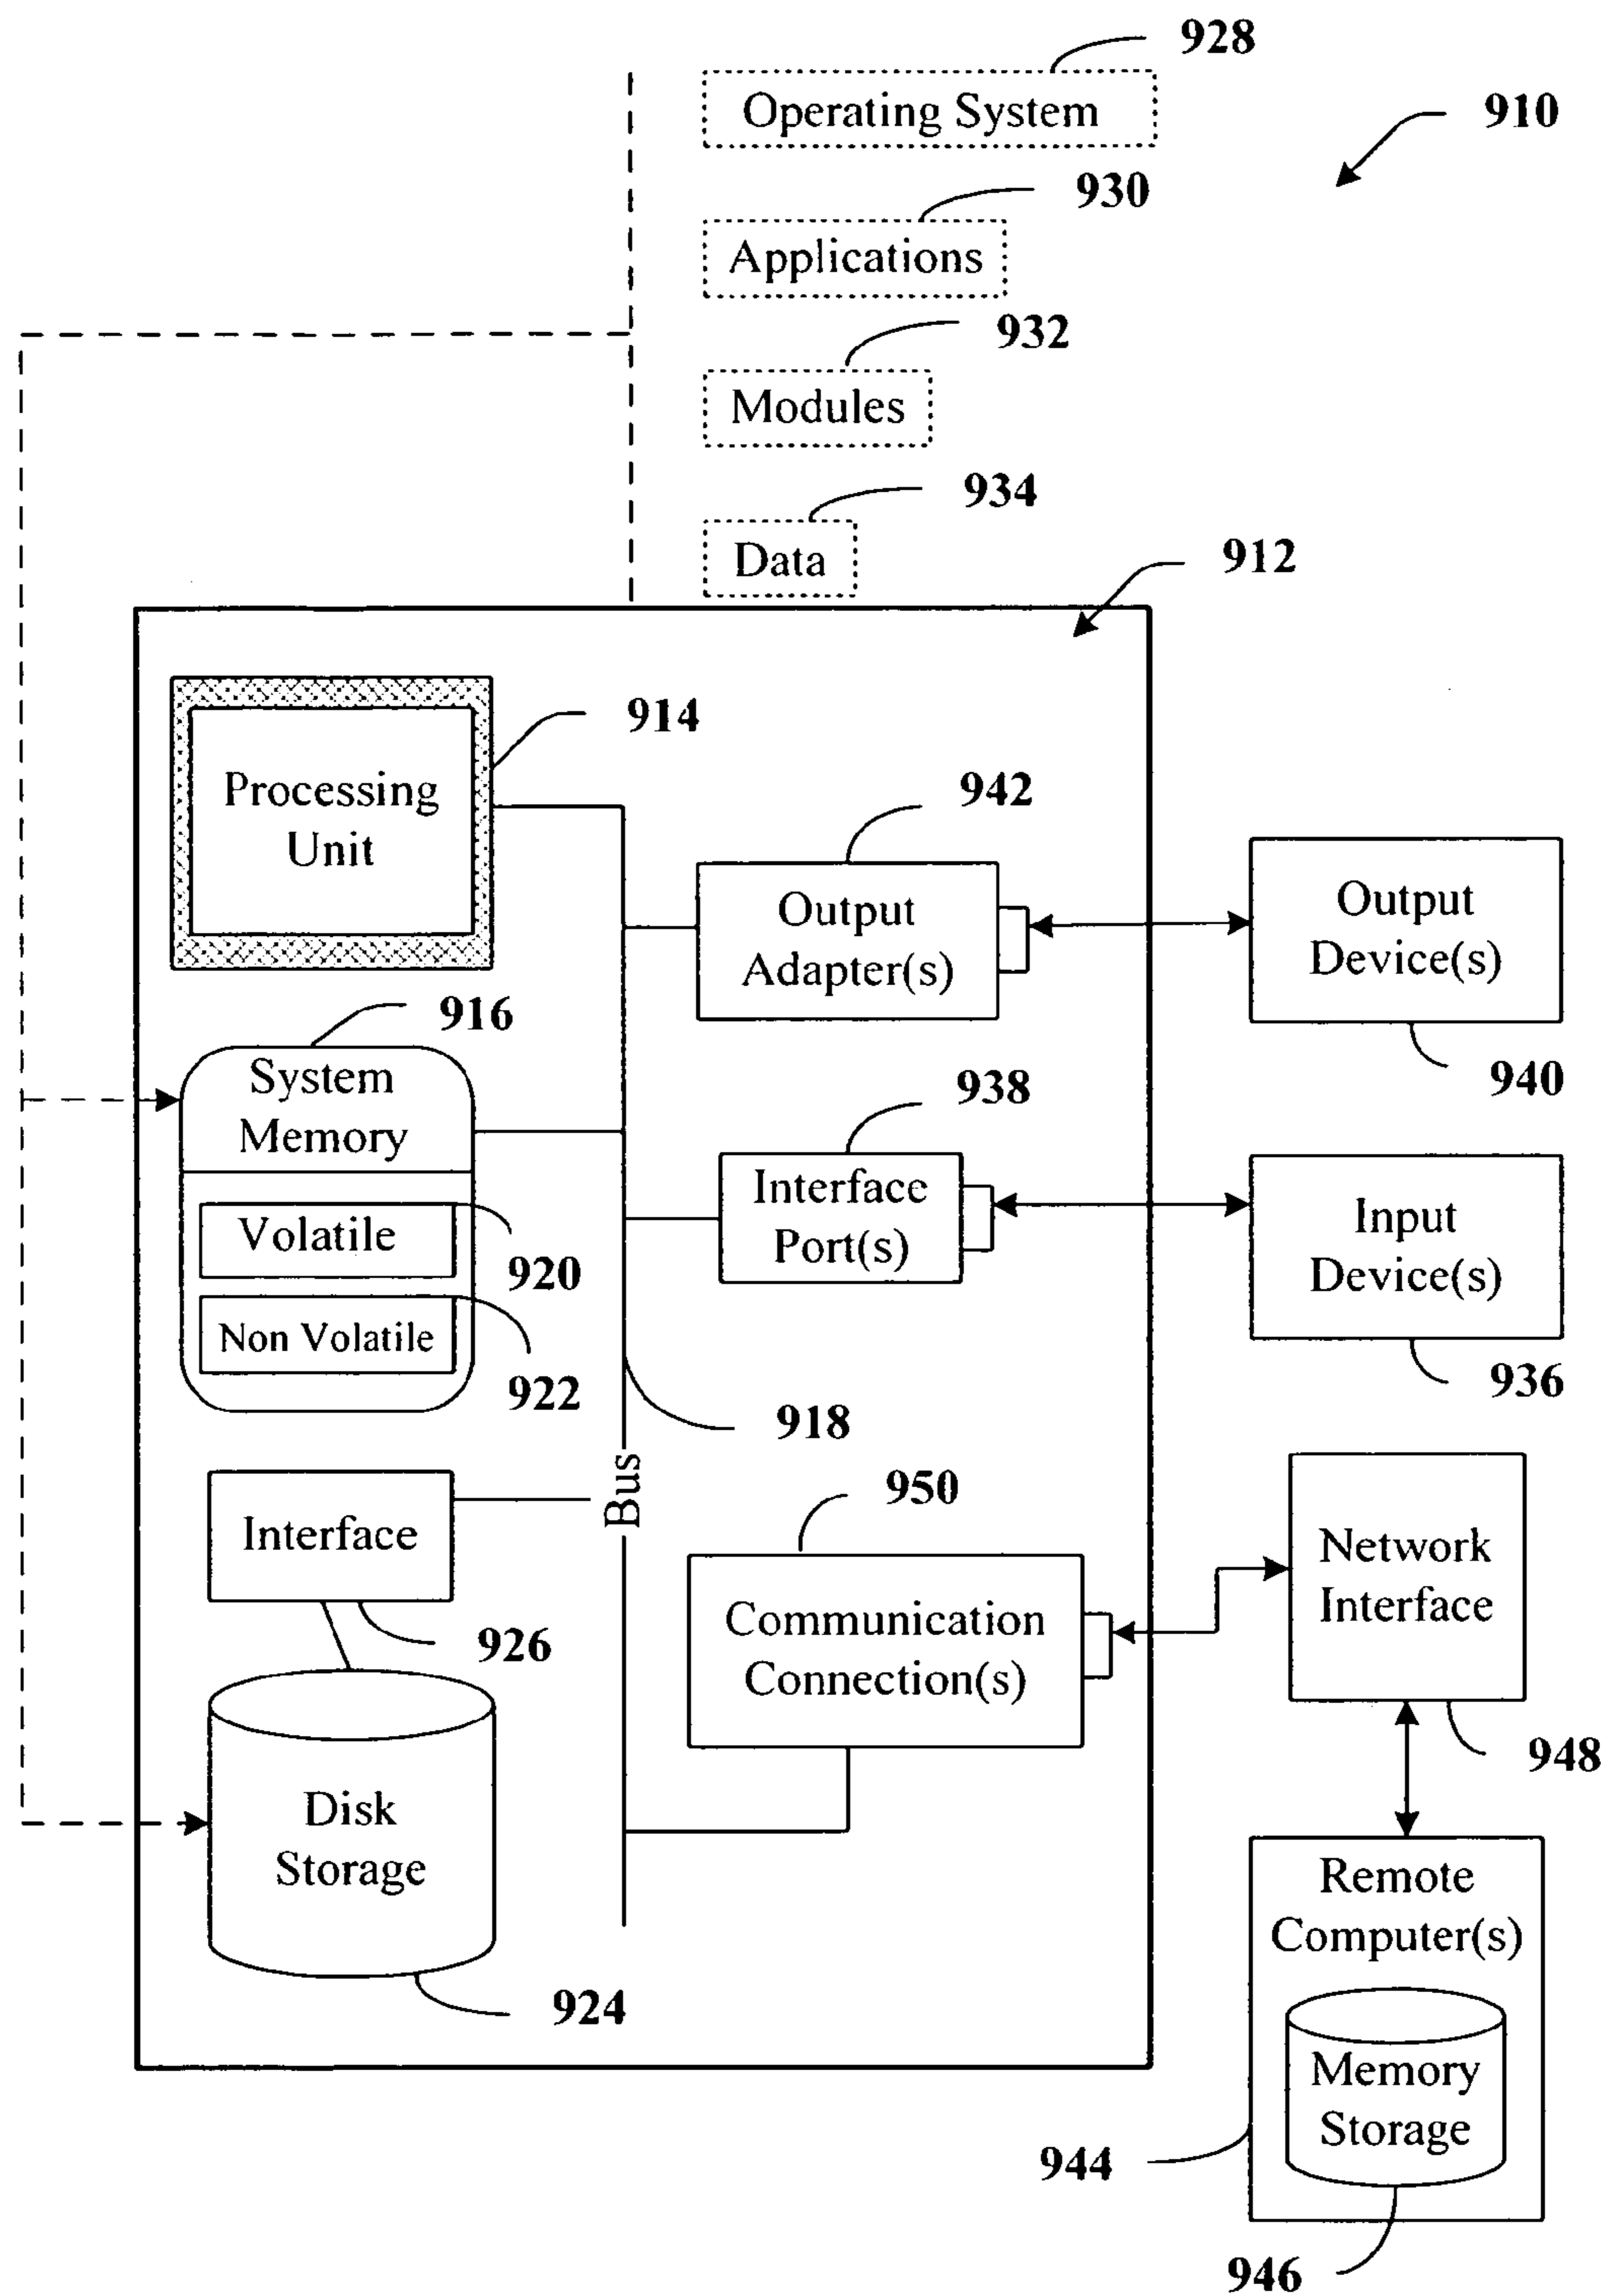 928
Operating System
910
930
Applications
932
Modules
934
Data
912
914
Processing
Unit
942
Output
Adapter(s)
Output
Device(s)
940
916
System
Memory
938
Interface
Port(s)
Input
Device(s)
936
Volatile
920
Non Volatile
922
918
Bus
950
Interface
926
Communication
Connection(s)
Network
Interface
948
Disk
Storage
924
Remote
Computer(s)
Memory
Storage
944
946